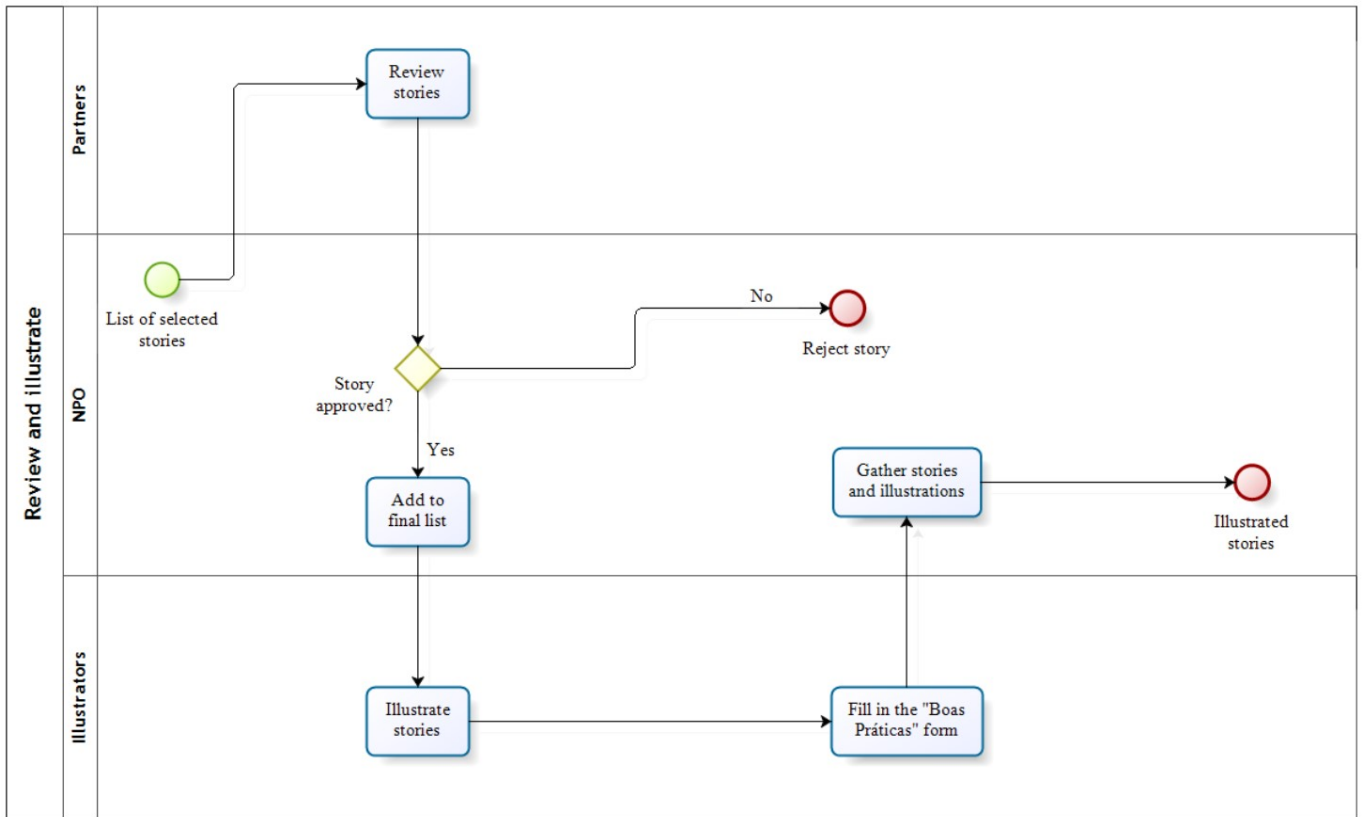 Review and illustrate
Partners
Review
stories
NPO
List of selected
stories
No
Reject story
Story
approved?
Yes
Add to
final list
Gather stories
and illustrations
Illustrated
stories
Illustrators
Illustrate
stories
Fill in the "Boas
Práticas" form